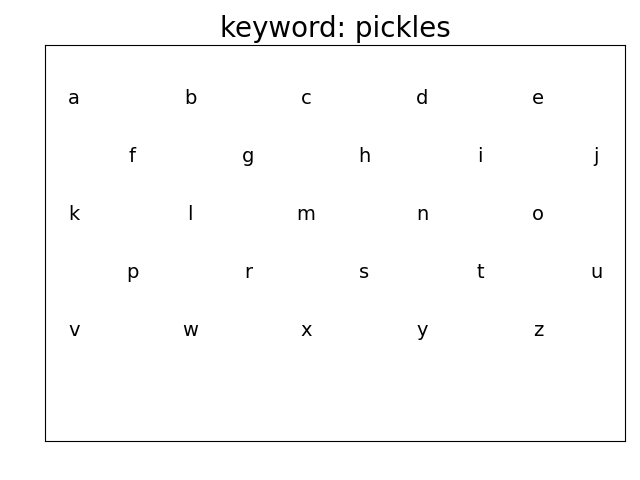 keyword: pickles
a b c d e
f g h i j
k l m n o
p r s t u
v w x y z